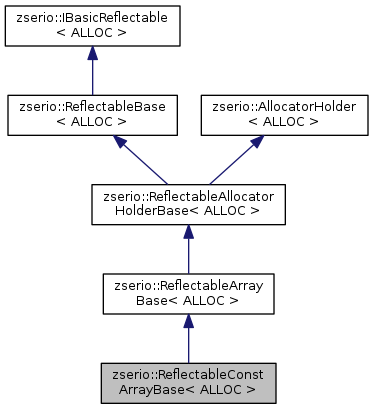 zserio::IBasicReflectable
< ALLOC >
zserio::ReflectableBase
< ALLOC >
zserio::AllocatorHolder
< ALLOC >
zserio::ReflectableAllocator
HolderBase< ALLOC >
zserio::ReflectableArray
Base< ALLOC >
zserio::ReflectableConst
ArrayBase< ALLOC >